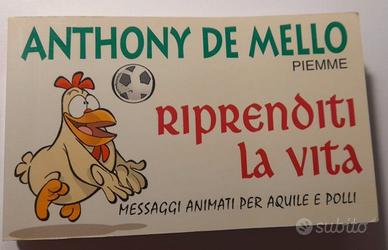 ANTHONY DE MELLO
PIEMME
RIPRENDITI
LA VITA
MESSAGGI ANIMATI PER AQUILE E POLLI
subito